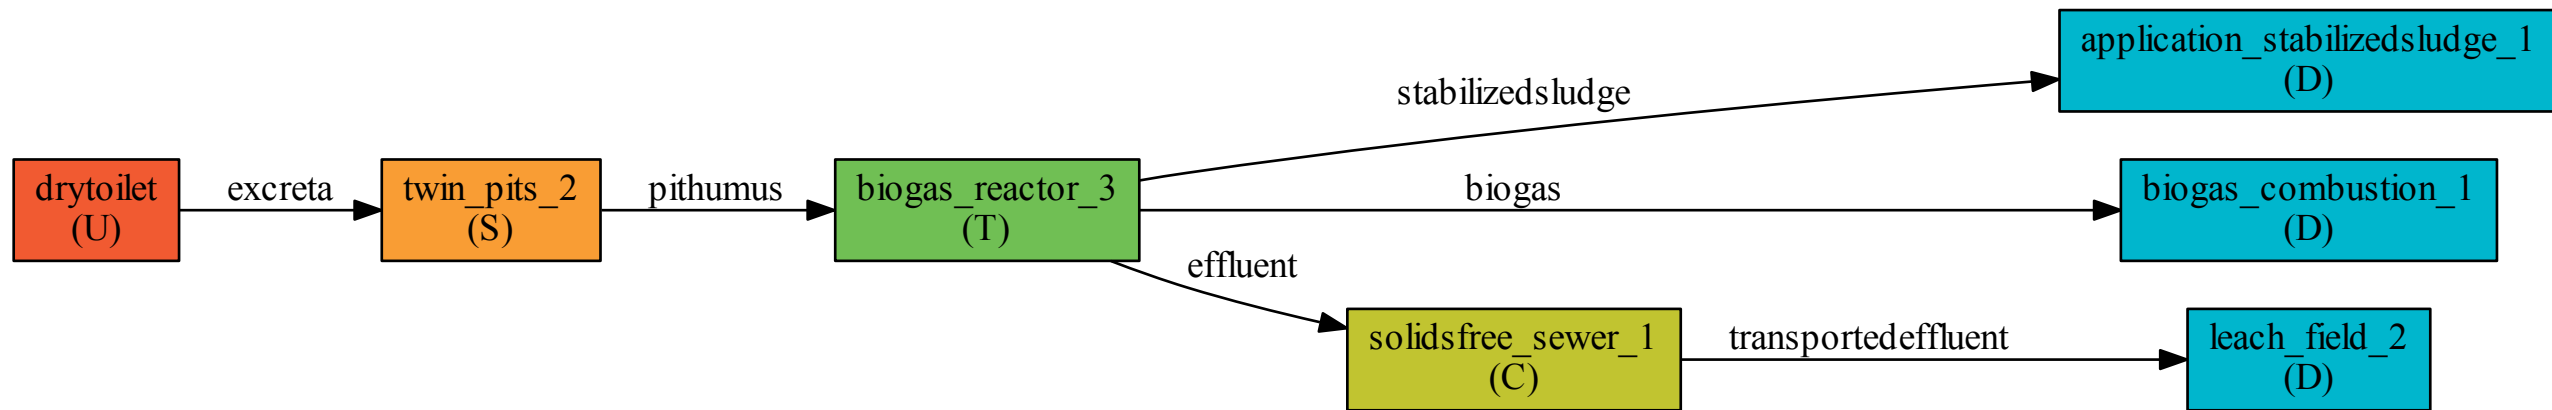 drytoilet
(U)
excreta
twin_pits_2
(S)
pithumus
biogas_reactor_3
(T)
stabilizedsludge
application_stabilizedsludge_1
(D)
biogas
biogas_combustion_1
(D)
effluent
solidsfree_sewer_1
(C)
transportedeffluent
leach_field_2
(D)